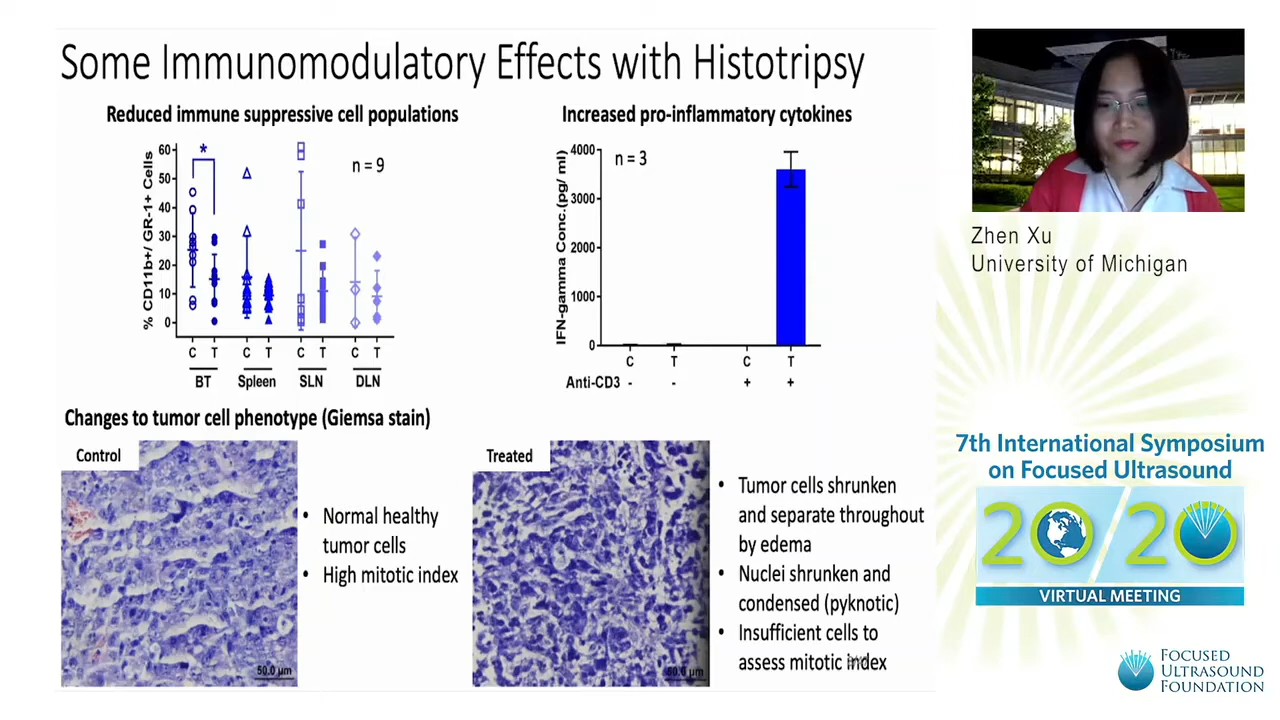 Some Immunomodulatory Effects with Histotripsy
Reduced immune suppressive cell populations
% CD11b+/ GR-1+ Cells
60
50
40
30
20
10
0
*
n = 9
C T C T C T C T
BT Spleen SLN DLN
Increased pro-inflammatory cytokines
IFN-gamma Conc.(pg/ ml)
4000
3000
2000
1000
0
n = 3
C T C T
Anti-CD3 - - + +
Changes to tumor cell phenotype (Giemsa stain)
Control
50.0 µm
• Normal healthy
tumor cells
• High mitotic index
Treated
50.0 µm
• Tumor cells shrunken
and separate throughout
by edema
• Nuclei shrunken and
condensed (pyknotic)
• Insufficient cells to
assess mitotic index
Zhen Xu
University of Michigan
7th International Symposium
on Focused Ultrasound
20/20
VIRTUAL MEETING
FOCUSED
ULTRASOUND
FOUNDATION